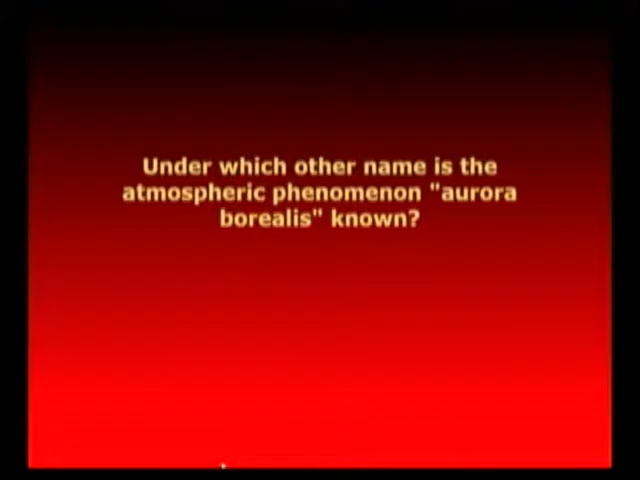 Under which other name is the
atmospheric phenomenon "aurora
borealis" known?